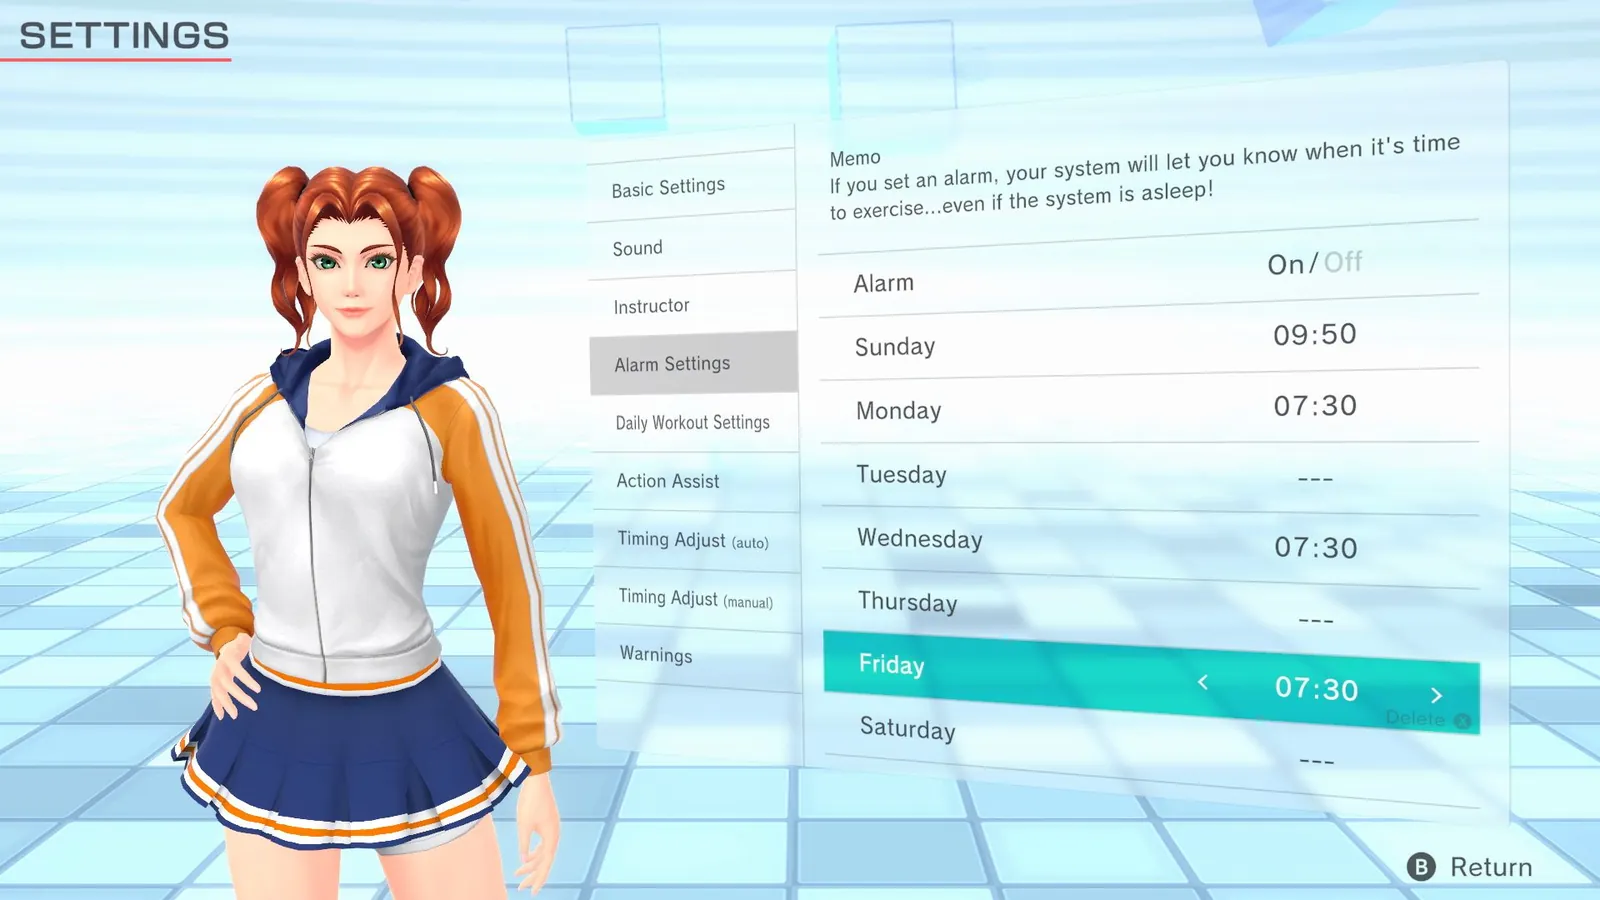 SETTINGS
Basic Settings
Sound
Instructor
Alarm Settings
Daily Workout Settings
Action Assist
Timing Adjust (auto)
Timing Adjust (manual)
Warnings
Memo
If you set an alarm, your system will let you know when it's time
to exercise...even if the system is asleep!
Alarm On / Off
Sunday 09:50
Monday 07:30
Tuesday ---
Wednesday 07:30
Thursday ---
Friday < 07:30 >
Delete X
Saturday ---
B Return